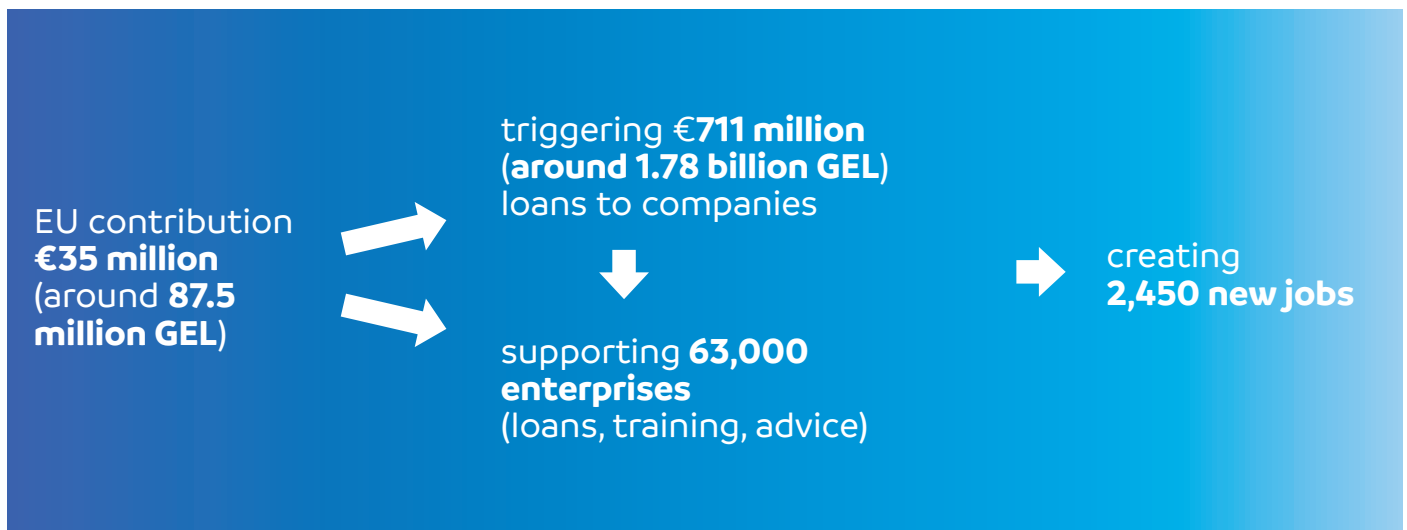 EU contribution
€35 million
(around 87.5
million GEL)
triggering €711 million
(around 1.78 billion GEL)
loans to companies
supporting 63,000
enterprises
(loans, training, advice)
creating
2,450 new jobs